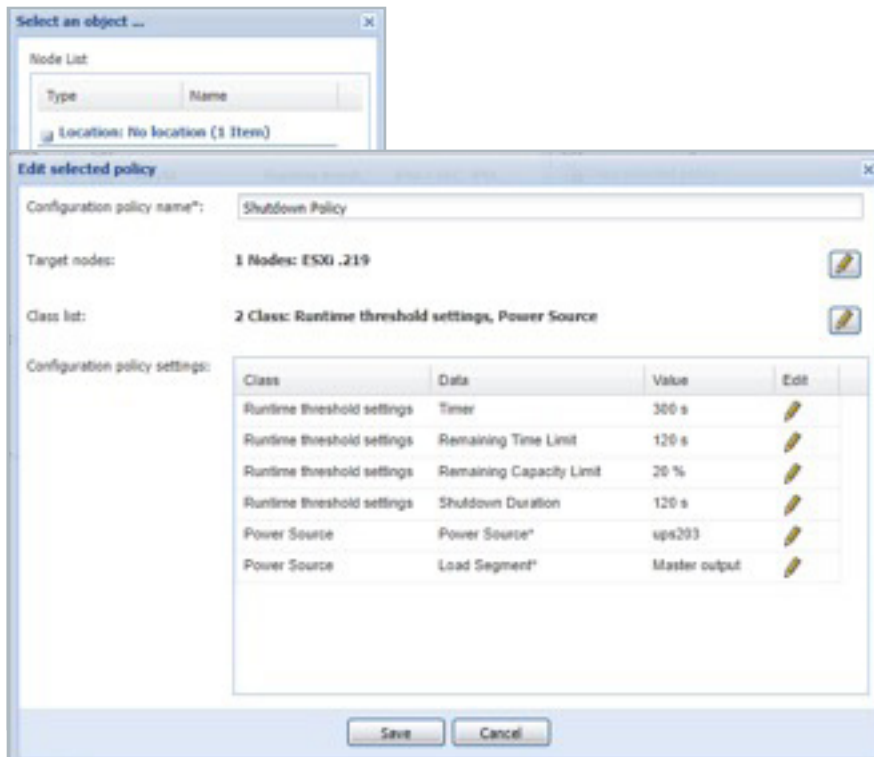 Select an object ...
Node List
Type Name
Location: No location (1 Item)
Edit selected policy
Configuration policy name*: Shutdown Policy
Target nodes: 1 Nodes: ESXi .219
Class list: 2 Class: Runtime threshold settings, Power Source
Configuration policy settings:
Class Data Value Edit
Runtime threshold settings Timer 300 s
Runtime threshold settings Remaining Time Limit 120 s
Runtime threshold settings Remaining Capacity Limit 20 %
Runtime threshold settings Shutdown Duration 120 s
Power Source Power Source* ups203
Power Source Load Segment* Master output
Save Cancel